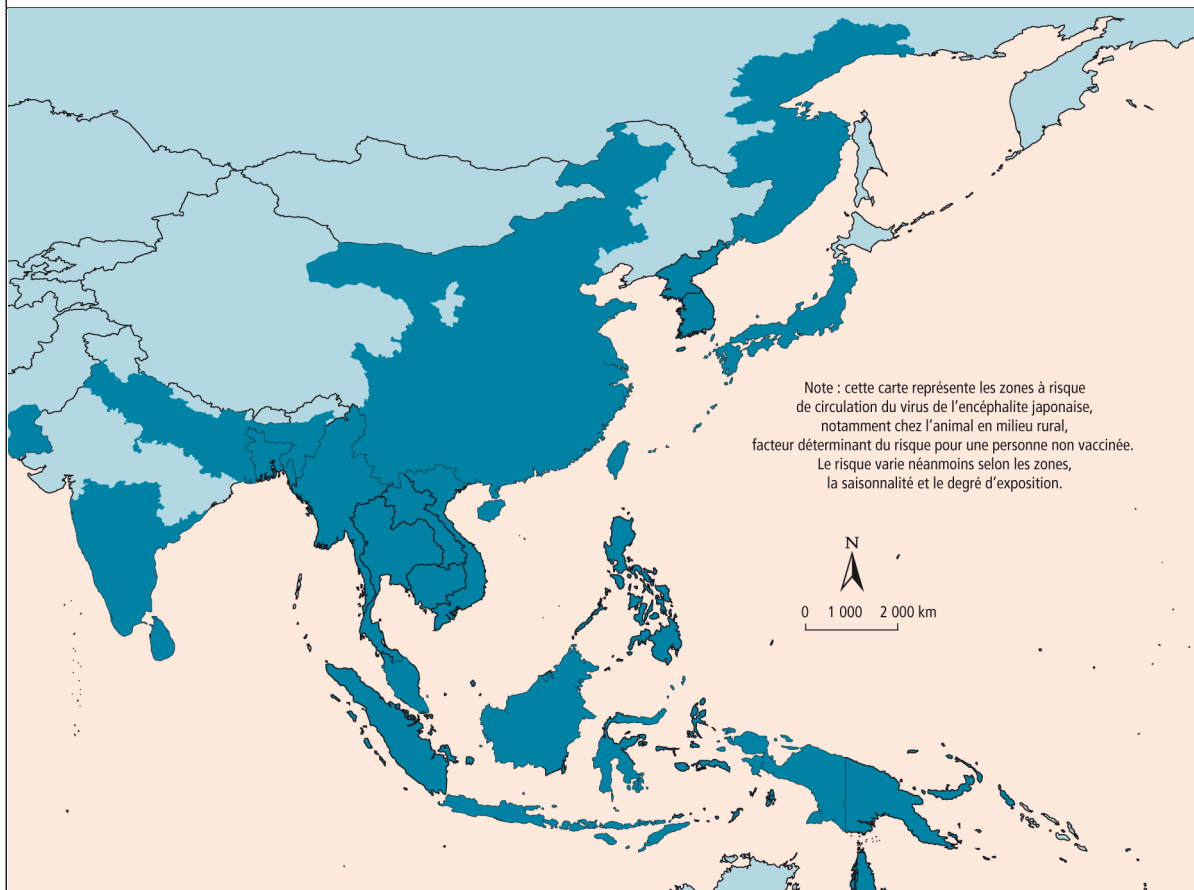 Note : cette carte représente les zones à risque
de circulation du virus de l'encéphalite japonaise,
notamment chez l'animal en milieu rural,
facteur déterminant du risque pour une personne non vaccinée.
Le risque varie néanmoins selon les zones,
la saisonnalité et le degré d'exposition.
N
0 1 000 2 000 km